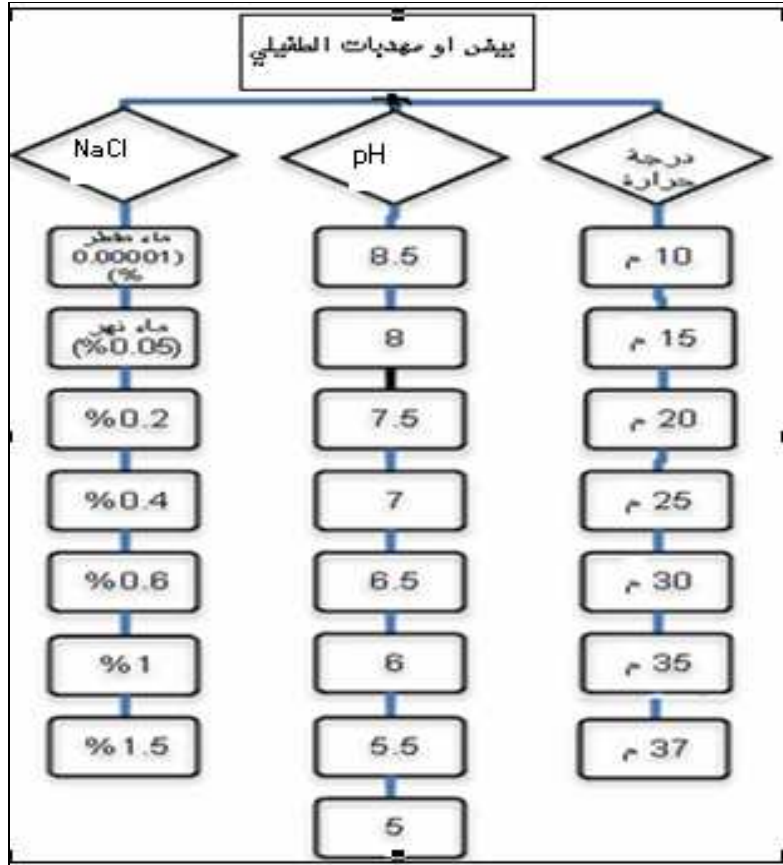 بيض او مهدبات الطفيلي
NaCl
pH
درجة
حرارة
ماء مقطر
0.00001)
(%
ماء نهر
(%0.05)
%0.2
%0.4
%0.6
%1
%1.5
8.5
8
7.5
7
6.5
6
5.5
5
10 م
15 م
20 م
25 م
30 م
35 م
37 م